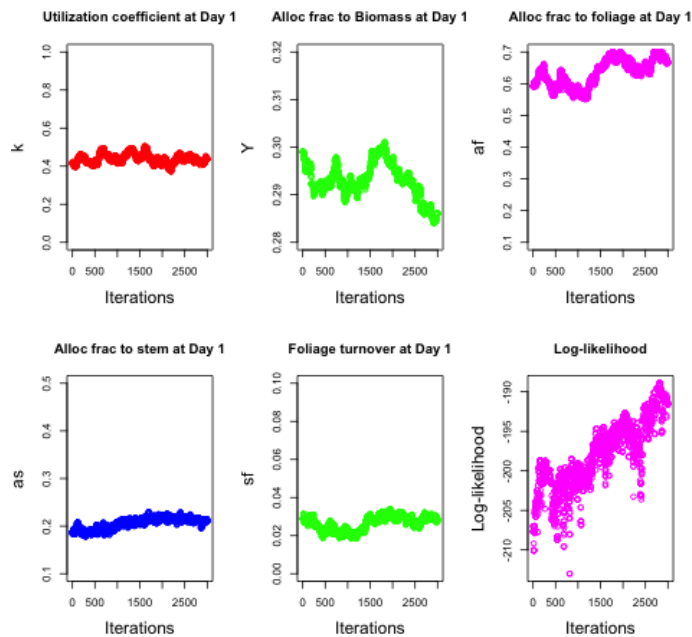 Utilization coefficient at Day 1
k
1.0
0.8
0.6
0.4
0.2
0.0
0 500 1500 2500
Iterations
Alloc frac to Biomass at Day 1
Y
0.32
0.31
0.30
0.29
0.28
0 500 1500 2500
Iterations
Alloc frac to foliage at Day 1
af
0.7
0.6
0.5
0.4
0.3
0.2
0.1
0 500 1500 2500
Iterations
Alloc frac to stem at Day 1
as
0.5
0.4
0.3
0.2
0.1
0 500 1500 2500
Iterations
Foliage turnover at Day 1
sf
0.10
0.08
0.06
0.04
0.02
0.00
0 500 1500 2500
Iterations
Log-likelihood
Log-likelihood
-190
-195
-200
-205
-210
0 500 1500 2500
Iterations